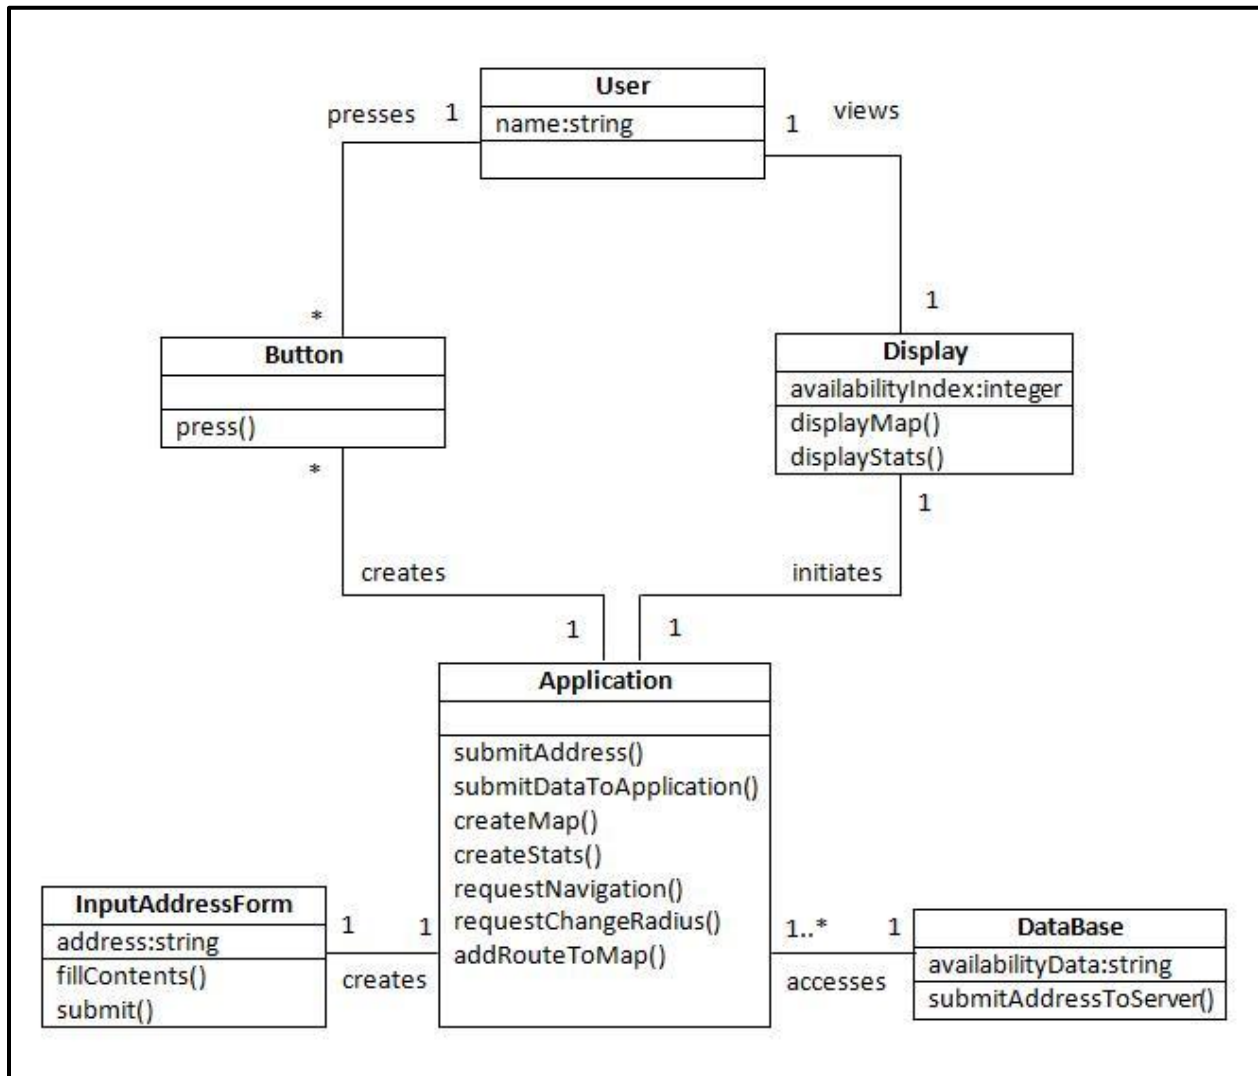 User
name:string
presses 1
1 views
*
1
Button
press()
*
Display
availabilityIndex:integer
displayMap()
displayStats()
1
creates
initiates
1
1
Application
submitAddress()
submitDataToApplication()
createMap()
createStats()
requestNavigation()
requestChangeRadius()
addRouteToMap()
InputAddressForm
address:string
fillContents()
submit()
1 1
creates
1..* 1
accesses
DataBase
availabilityData:string
submitAddressToServer()